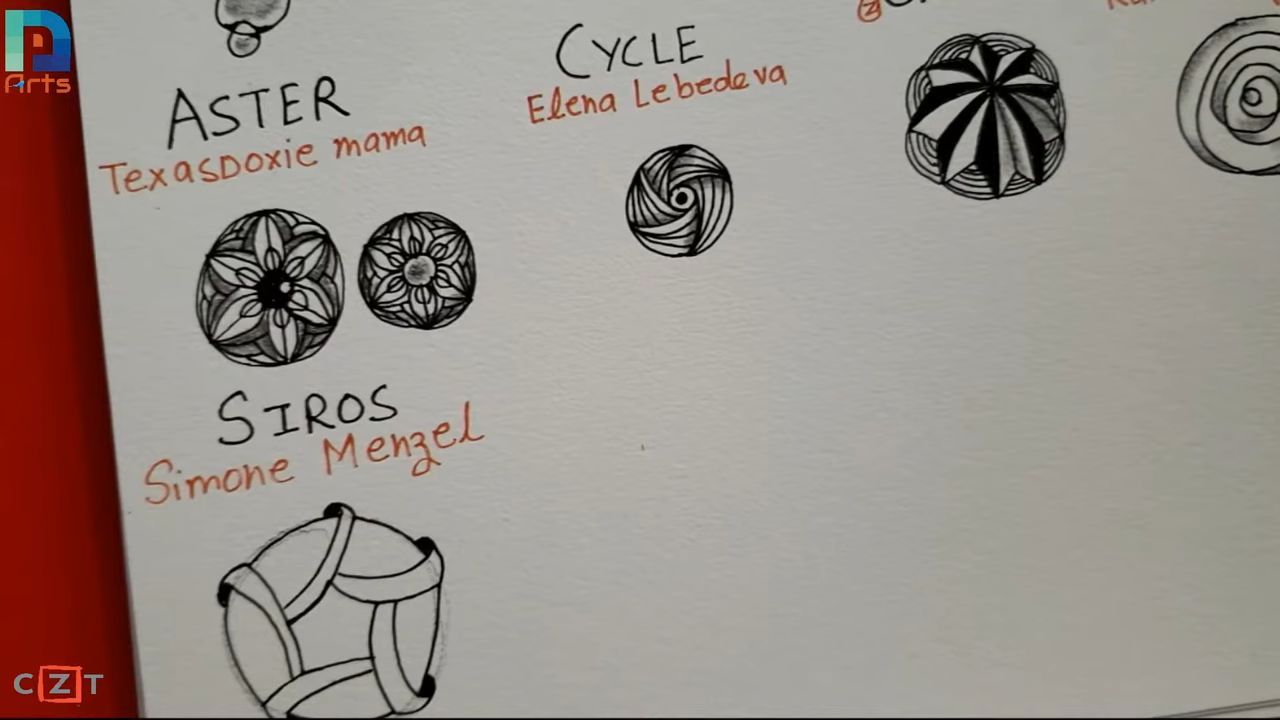 Arts
ASTER
Texasdoxie mama
SIROS
Simone Menzel
CYCLE
Elena Lebedeva
CZT